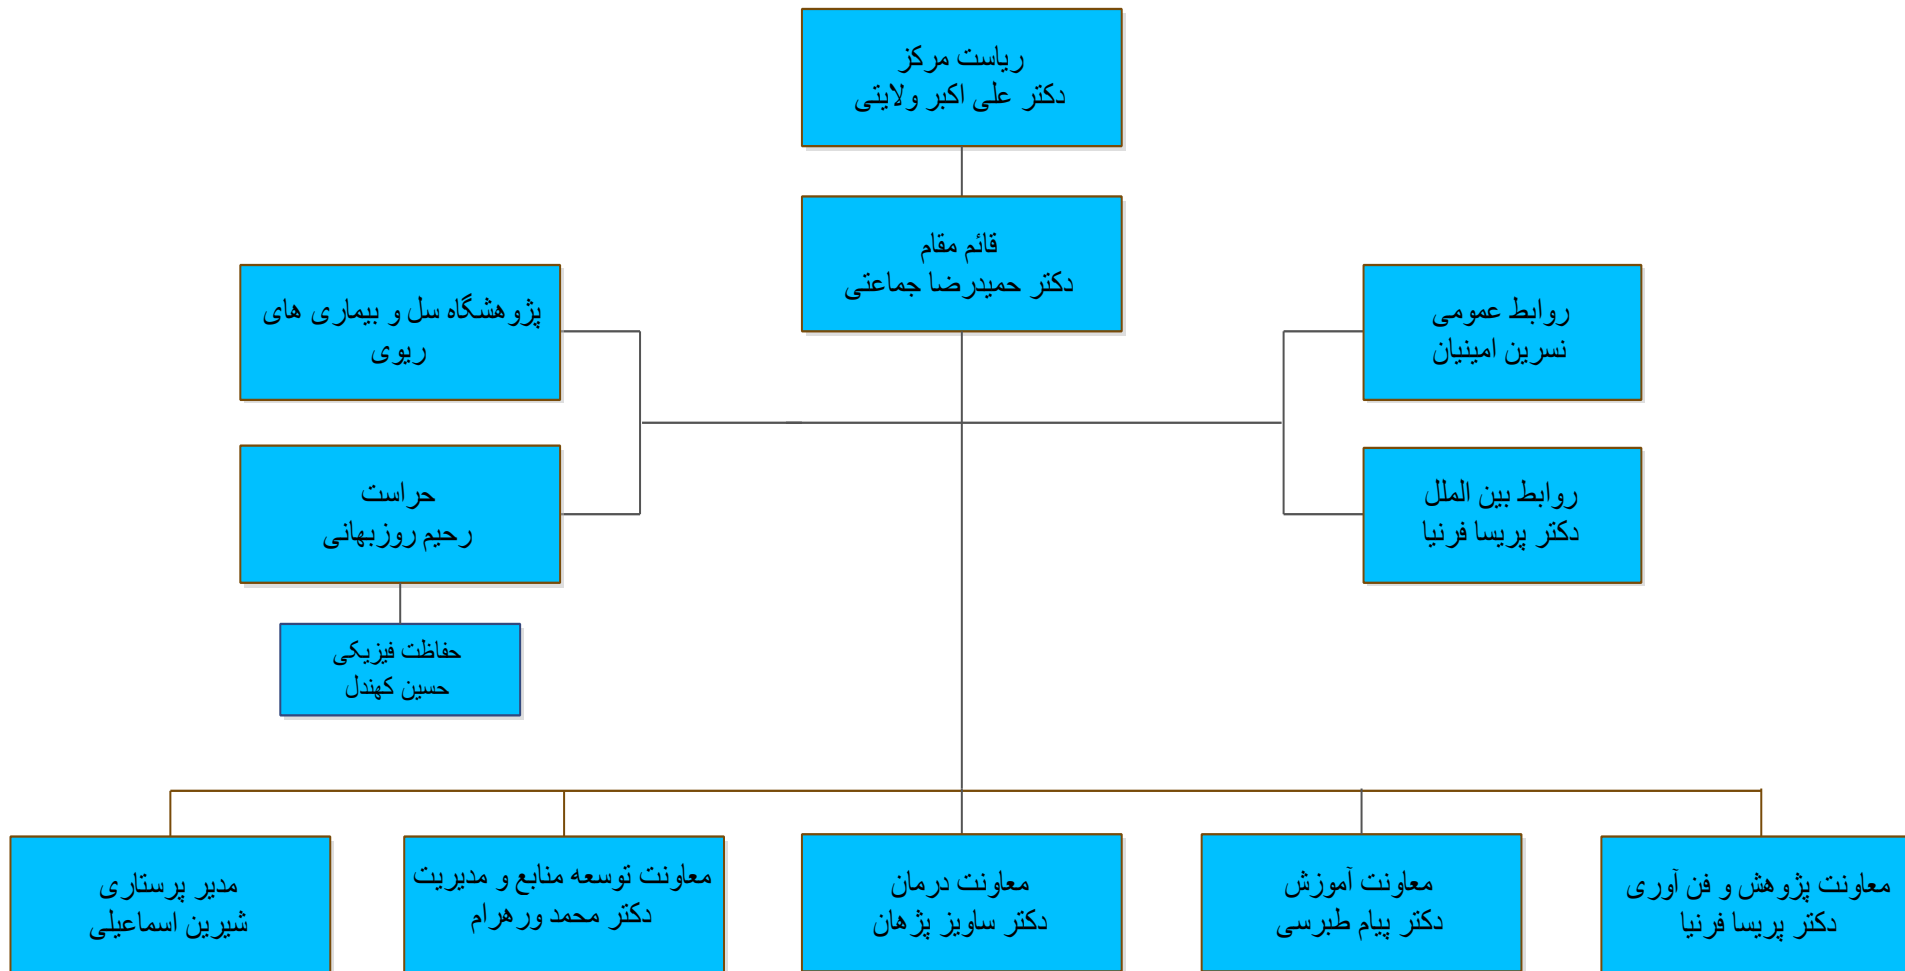 ریاست مرکز
دکتر علی اکبر ولایتی
قائم مقام
دکتر حمیدرضا جماعتی
روابط عمومی
نسرین امینیان
پژوهشگاه سل و بیماری های
ریوی
روابط بین الملل
دکتر پریسا فرنیا
حراست
رحیم روزبهانی
حفاظت فیزیکی
حسین کهندل
معاونت پژوهش و فن آوری
دکتر پریسا فرنیا
معاونت آموزش
دکتر پیام طبرسی
معاونت درمان
دکتر ساویز پژهان
معاونت توسعه منابع و مدیریت
دکتر محمد ورهرام
مدیر پرستاری
شیرین اسماعیلی